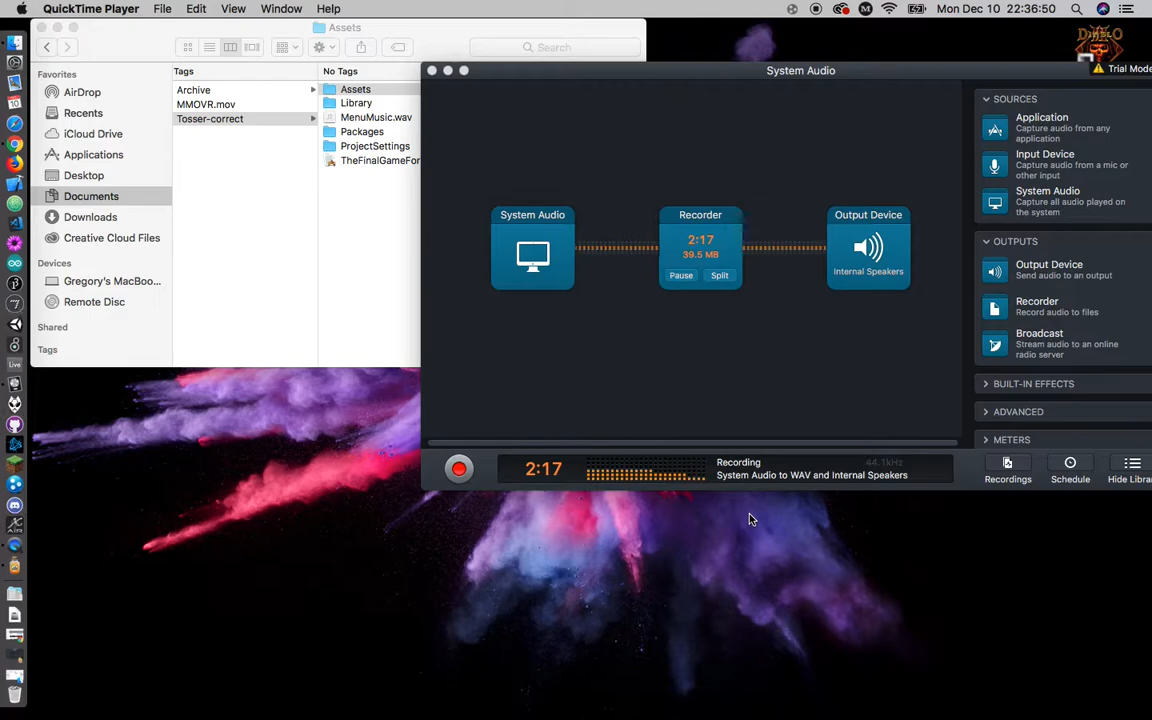 QuickTime Player File Edit View Window Help
Mon Dec 10 22:36:50
Assets
Search
Favorites
AirDrop
Recents
iCloud Drive
Applications
Desktop
Documents
Downloads
Creative Cloud Files
Devices
Gregory's MacBoo...
Remote Disc
Shared
Tags
Tags
Archive
MMOVR.mov
Tosser-correct
No Tags
Assets
Library
MenuMusic.wav
Packages
ProjectSettings
TheFinalGameFor
System Audio
Trial Mode
System Audio
Recorder
2:17
39.5 MB
Pause Split
Output Device
Internal Speakers
SOURCES
Application
Capture audio from any
application
Input Device
Capture audio from a mic or
other input
System Audio
Capture all audio played on
the system
OUTPUTS
Output Device
Send audio to an output
Recorder
Record audio to files
Broadcast
Stream audio to an online
radio server
BUILT-IN EFFECTS
ADVANCED
METERS
2:17
Recording 44.1kHz
System Audio to WAV and Internal Speakers
Recordings
Schedule
Hide Libra
Live
DIABLO